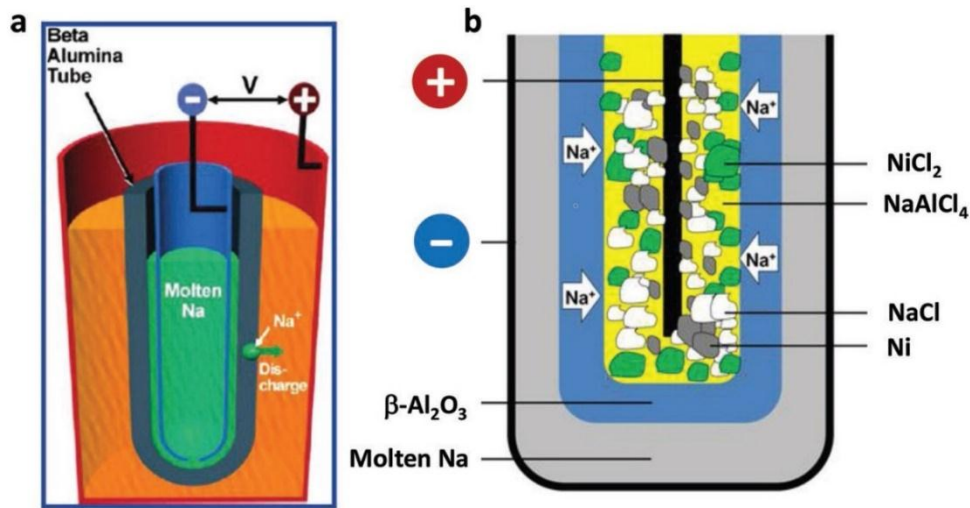 a
Beta
Alumina
Tube
−
V
+
Molten
Na
Na⁺
Dis-
charge
b
+
−
Na⁺
Na⁺
Na⁺
Na⁺
NiCl₂
NaAlCl₄
NaCl
Ni
β-Al₂O₃
Molten Na